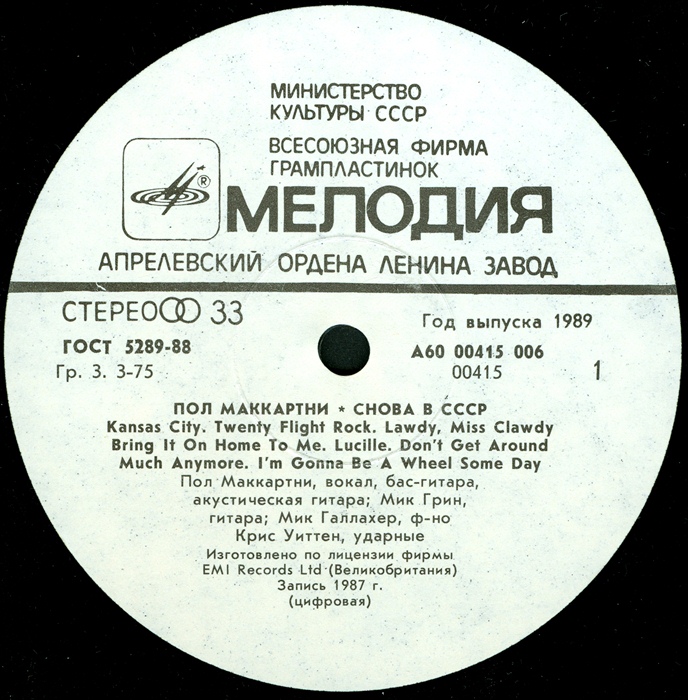 МИНИСТЕРСТВО
КУЛЬТУРЫ СССР
ВСЕСОЮЗНАЯ ФИРМА
ГРАМПЛАСТИНОК
®
МЕЛОДИЯ
АПРЕЛЕВСКИЙ ОРДЕНА ЛЕНИНА ЗАВОД
СТЕРЕО 33
Год выпуска 1989
ГОСТ 5289-88
А60 00415 006
Гр. 3. 3-75
00415
1
ПОЛ МАККАРТНИ ★ СНОВА В СССР
Kansas City. Twenty Flight Rock. Lawdy, Miss Clawdy
Bring It On Home To Me. Lucille. Don't Get Around
Much Anymore. I'm Gonna Be A Wheel Some Day
Пол Маккартни, вокал, бас-гитара,
акустическая гитара; Мик Грин,
гитара; Мик Галлахер, ф-но
Крис Уиттен, ударные
Изготовлено по лицензии фирмы
EMI Records Ltd (Великобритания)
Запись 1987 г.
(цифровая)